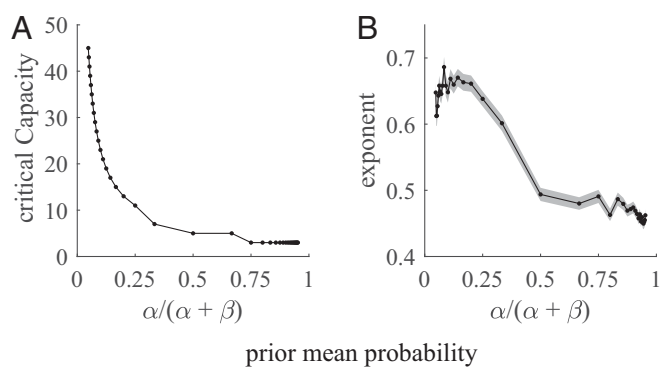 A
critical Capacity
50
40
30
20
10
0
0 0.25 0.5 0.75 1
α/(α + β)
B
exponent
0.7
0.6
0.5
0.4
0 0.25 0.5 0.75 1
α/(α + β)
prior mean probability